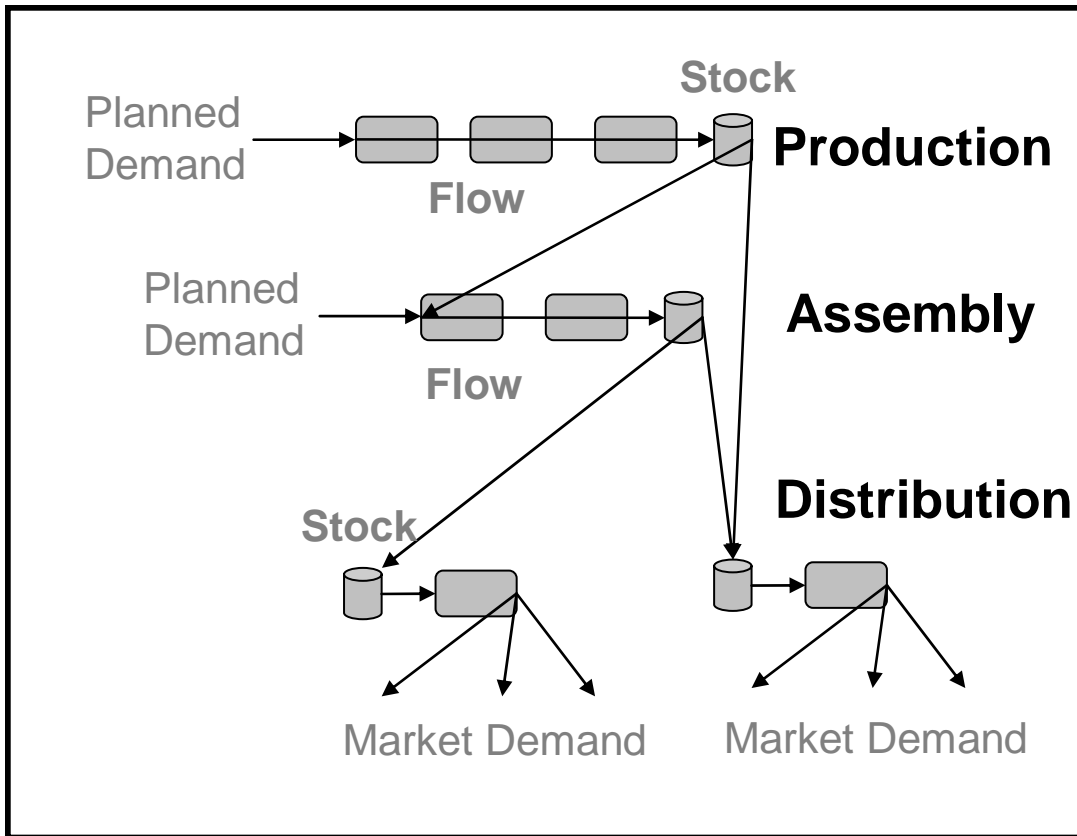 Stock
Planned
Demand
Production
Flow
Planned
Demand
Assembly
Flow
Distribution
Stock
Market Demand
Market Demand